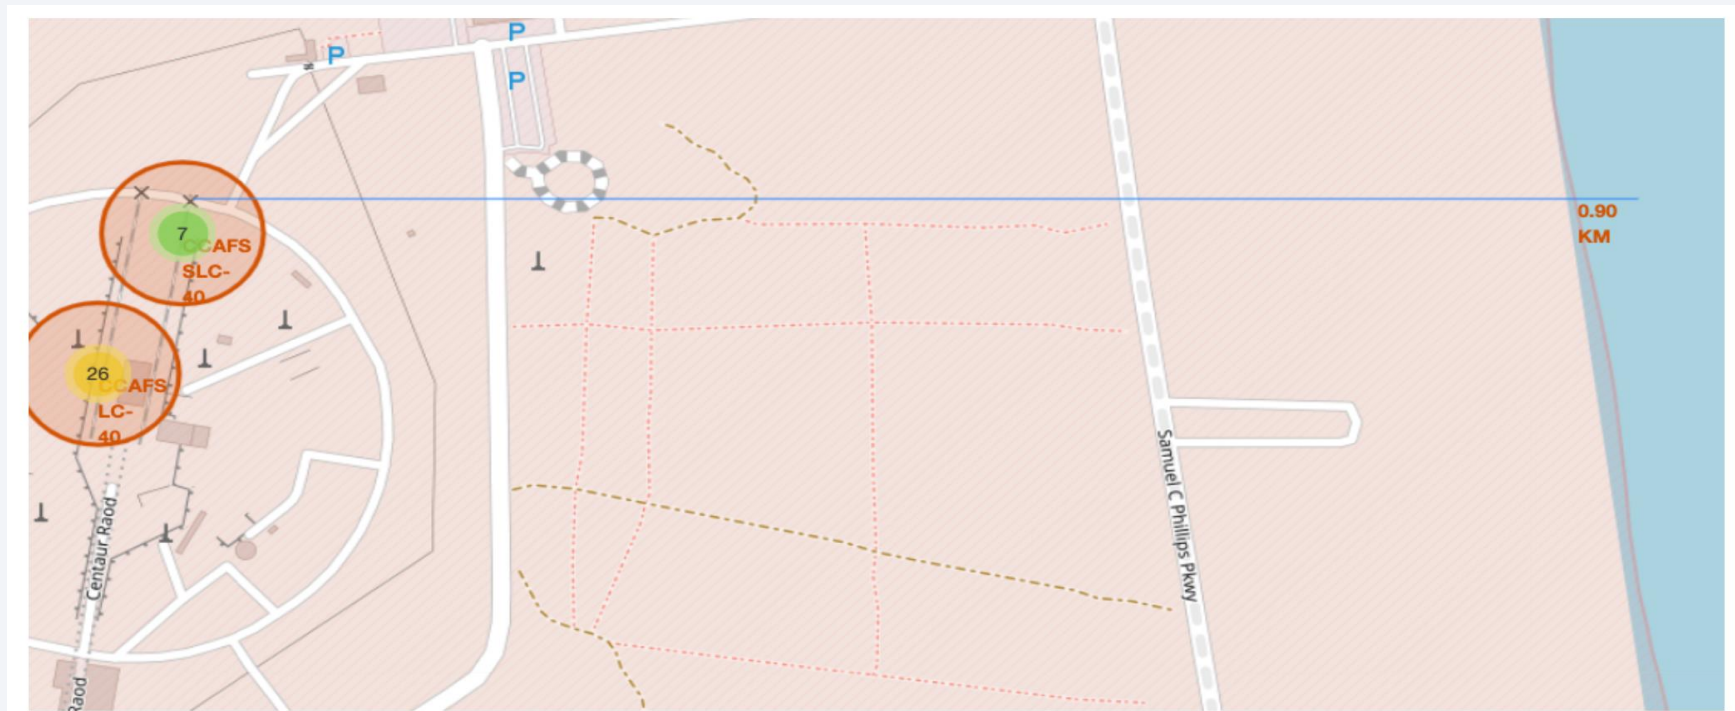 P
P
P
7
CCAFS
SLC-
40
0.90
KM
26
CCAFS
LC-
40
Samuel C Phillips Pkwy
Centaur Raod
Raod